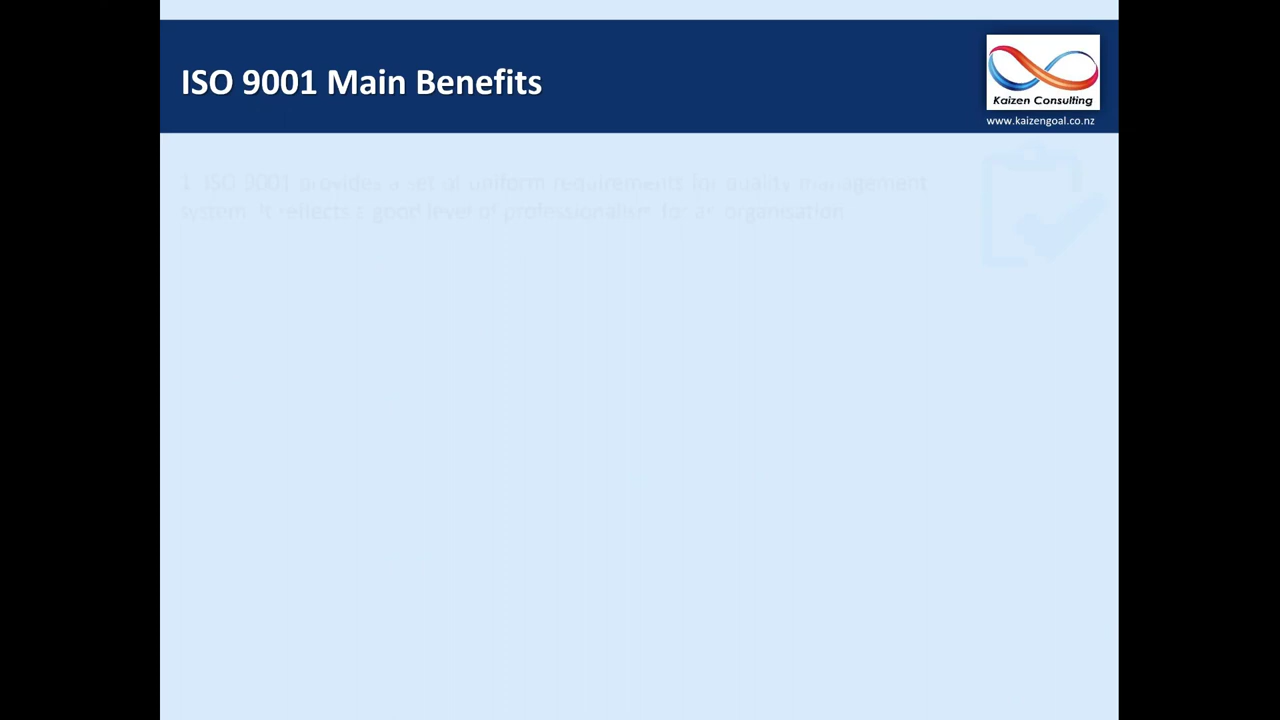 ISO 9001 Main Benefits
Kaizen Consulting
www.kaizengoal.co.nz
1. ISO 9001 provides a set of uniform requirements for quality management
system. It reflects a good level of professionalism for an organisation